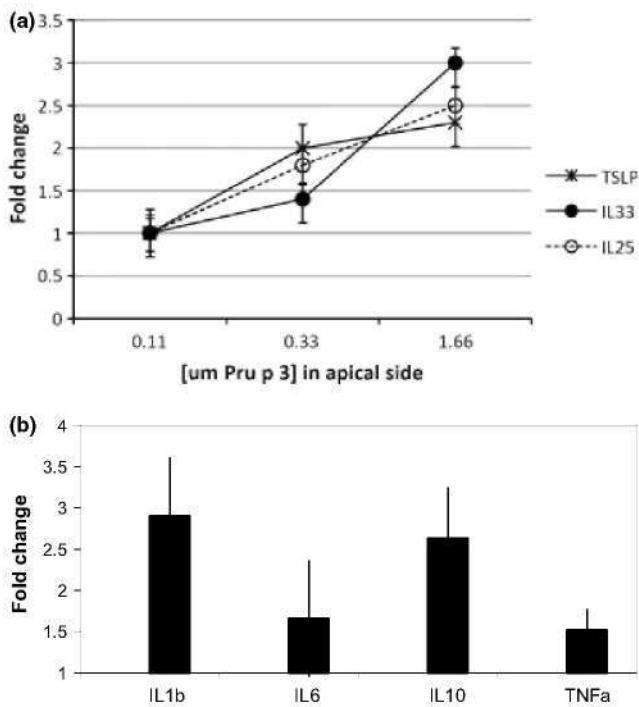 (a)
3.5
3
2.5
2
1.5
1
0.5
0
Fold change
0.11 0.33 1.66
[um Pru p 3] in apical side
TSLP
IL33
IL25
(b)
4
3.5
3
2.5
2
1.5
1
Fold change
IL1b IL6 IL10 TNFa